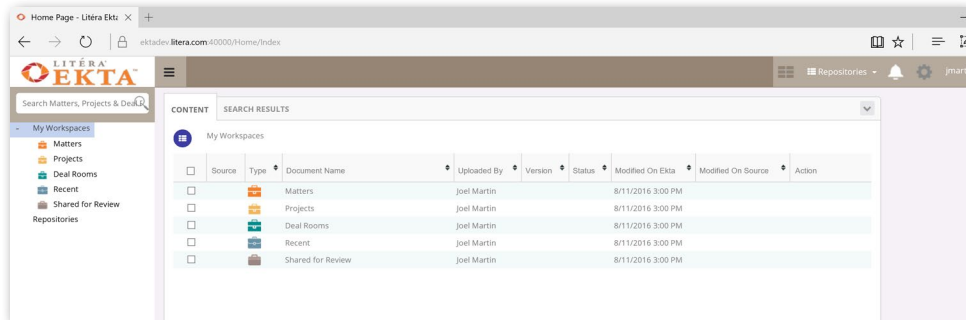 Home Page - Litéra Ekta
ektadev.litera.com:40000/Home/Index
LITÉRA
EKTA
Repositories
Search Matters, Projects & Deal
My Workspaces
Matters
Projects
Deal Rooms
Recent
Shared for Review
Repositories
CONTENT SEARCH RESULTS
My Workspaces
Source Type Document Name Uploaded By Version Status Modified On Ekta Modified On Source Action
Matters Joel Martin 8/11/2016 3:00 PM
Projects Joel Martin 8/11/2016 3:00 PM
Deal Rooms Joel Martin 8/11/2016 3:00 PM
Recent Joel Martin 8/11/2016 3:00 PM
Shared for Review Joel Martin 8/11/2016 3:00 PM